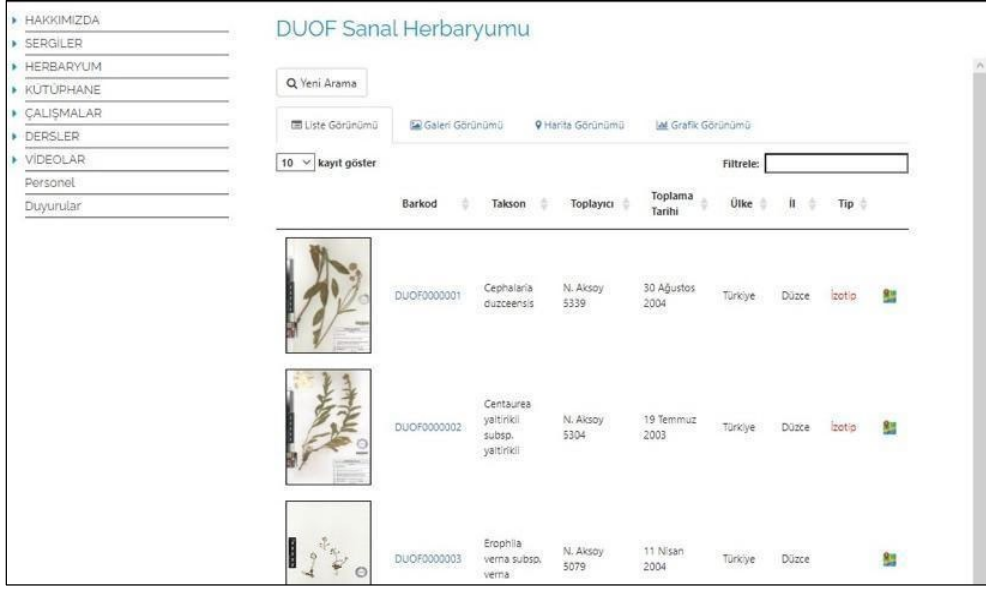 HAKKIMIZDA
SERGİLER
HERBARYUM
KÜTÜPHANE
ÇALIŞMALAR
DERSLER
VİDEOLAR
Personel
Duyurular
DUOF Sanal Herbaryumu
Yeni Arama
Liste Görünümü
Galeri Görünümü
Harita Görünümü
Grafik Görünümü
10 kayıt göster
Filtrele:
Barkod Takson Toplayıcı Toplama Tarihi Ülke İl Tip
DUOF0000001
Cephalaria
duzceensis
N. Aksoy
5339
30 Ağustos
2004
Türkiye
Düzce
İzotip
DUOF0000002
Centaurea
yaltirikii
subsp.
yaltirikii
N. Aksoy
5304
19 Temmuz
2003
Türkiye
Düzce
İzotip
DUOF0000003
Erophila
verna subsp.
verna
N. Aksoy
5079
11 Nisan
2004
Türkiye
Düzce